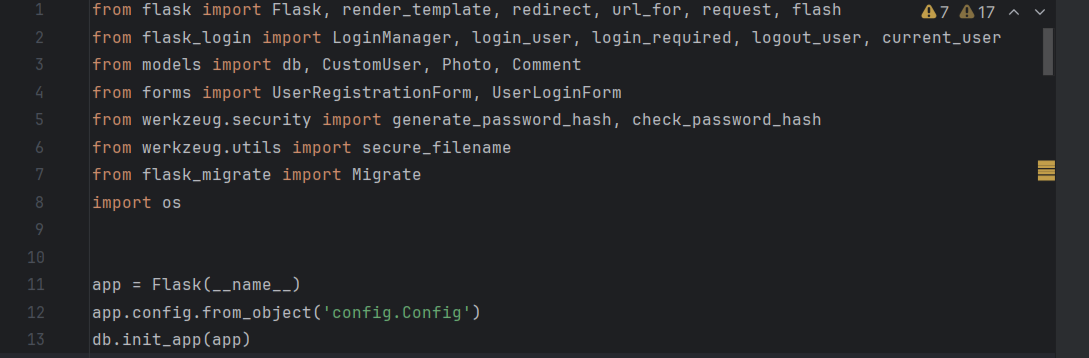 1 from flask import Flask, render_template, redirect, url_for, request, flash 7 17
2 from flask_login import LoginManager, login_user, login_required, logout_user, current_user
3 from models import db, CustomUser, Photo, Comment
4 from forms import UserRegistrationForm, UserLoginForm
5 from werkzeug.security import generate_password_hash, check_password_hash
6 from werkzeug.utils import secure_filename
7 from flask_migrate import Migrate
8 import os
9
10
11 app = Flask(__name__)
12 app.config.from_object('config.Config')
13 db.init_app(app)